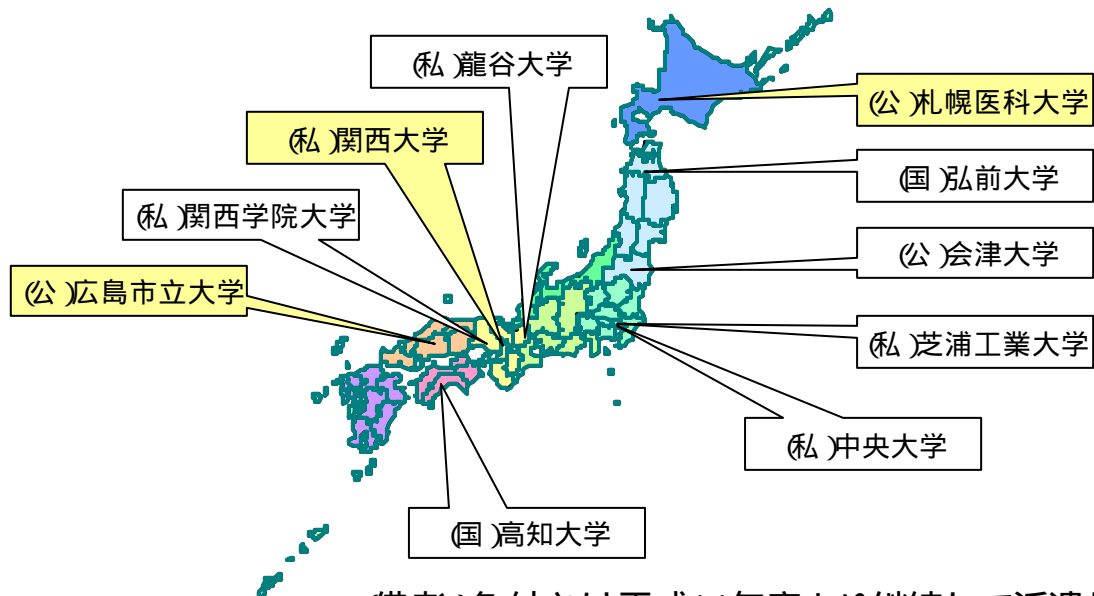 (私)龍谷大学
(公)札幌医科大学
(私)関西大学
(国)弘前大学
(私)関西学院大学
(公)会津大学
(公)広島市立大学
(私)芝浦工業大学
(私)中央大学
(国)高知大学